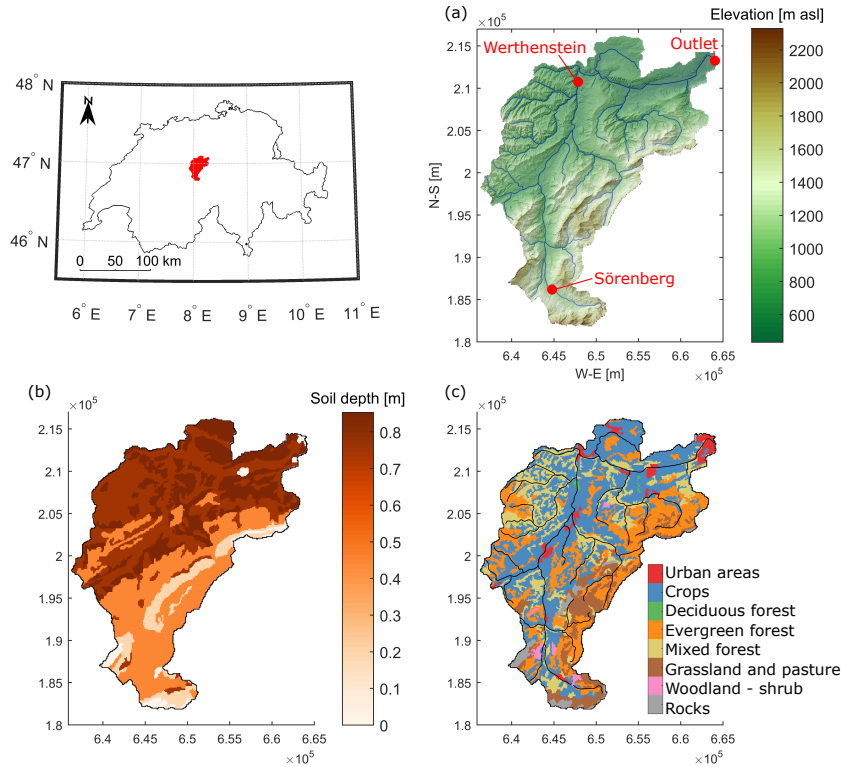 48° N
47° N
46° N
N
0 50 100 km
6° E
7° E
8° E
9° E
10° E
11° E
(a)
×10⁵
Elevation [m asl]
Werthenstein
Outlet
Sörenberg
2.15
2.11
2.05
2
1.95
1.9
1.85
1.8
N-S [m]
6.4 6.45 6.5 6.55 6.6 6.65
W-E [m]
×10⁵
2200
2000
1800
1600
1400
1200
1000
800
600
(b)
×10⁵
Soil depth [m]
2.15
2.11
2.05
2
1.95
1.9
1.85
1.8
6.4 6.45 6.5 6.55 6.6 6.65
×10⁵
0.8
0.7
0.6
0.5
0.4
0.3
0.2
0.1
0
(c)
×10⁵
2.15
2.11
2.05
2
1.95
1.9
1.85
1.8
6.4 6.45 6.5 6.55 6.6 6.65
×10⁵
Urban areas
Crops
Deciduous forest
Evergreen forest
Mixed forest
Grassland and pasture
Woodland - shrub
Rocks